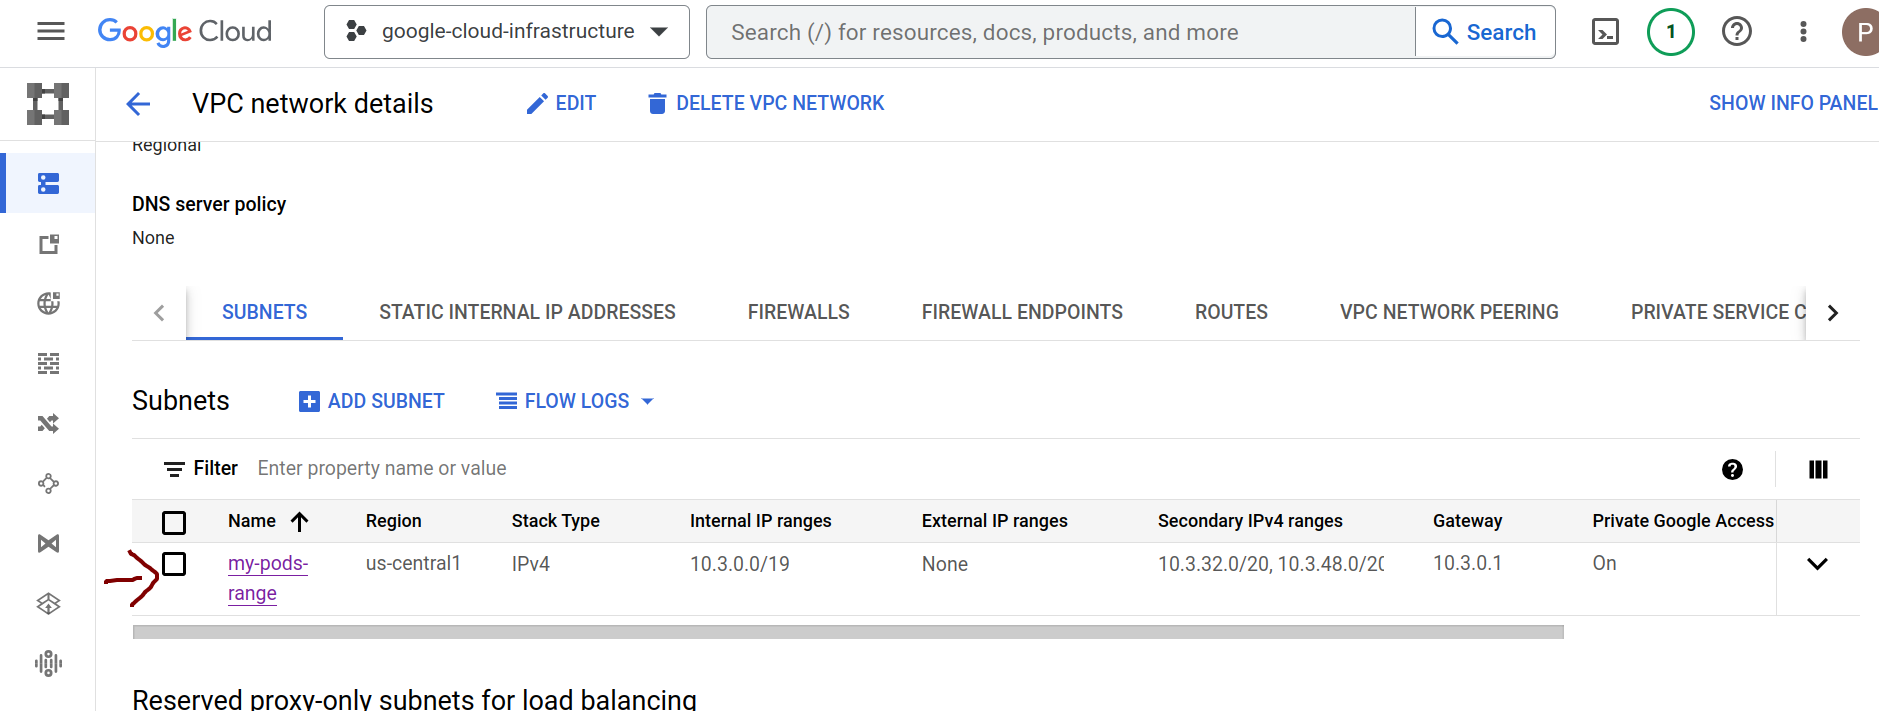 Google Cloud
google-cloud-infrastructure
Search (/) for resources, docs, products, and more
Search
1
P
VPC network details
EDIT
DELETE VPC NETWORK
SHOW INFO PANEL
Regional
DNS server policy
None
SUBNETS
STATIC INTERNAL IP ADDRESSES
FIREWALLS
FIREWALL ENDPOINTS
ROUTES
VPC NETWORK PEERING
PRIVATE SERVICE C
Subnets
ADD SUBNET
FLOW LOGS
Filter Enter property name or value
Name Region Stack Type Internal IP ranges External IP ranges Secondary IPv4 ranges Gateway Private Google Access
my-pods- us-central1 IPv4 10.3.0.0/19 None 10.3.32.0/20, 10.3.48.0/20 10.3.0.1 On
range
Reserved proxy-only subnets for load balancing